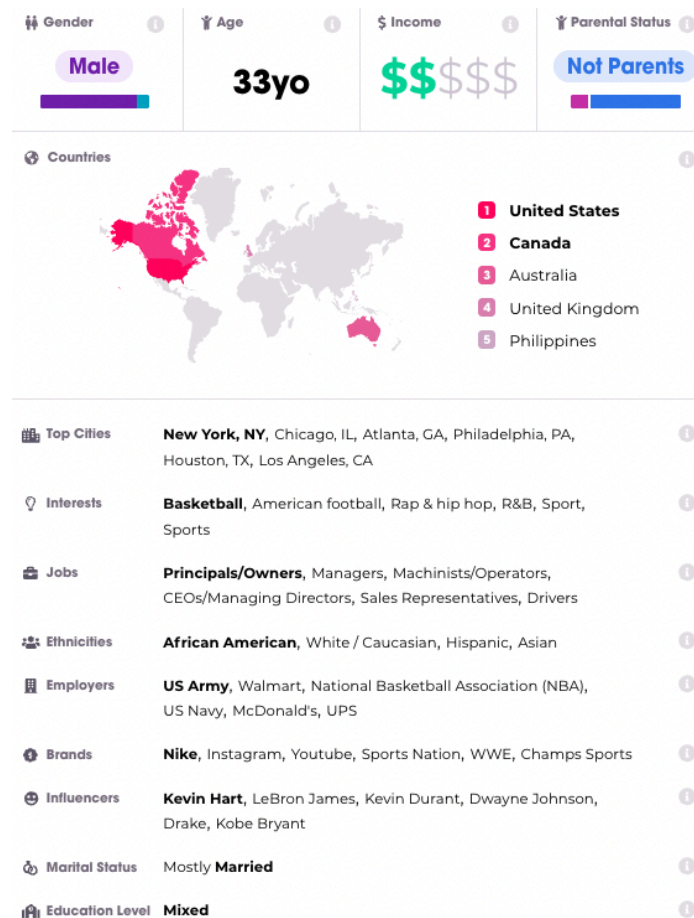 Gender
Age
$ Income
Parental Status
Male
33yo
$$$$$
Not Parents
Countries
1 United States
2 Canada
3 Australia
4 United Kingdom
5 Philippines
Top Cities
New York, NY, Chicago, IL, Atlanta, GA, Philadelphia, PA,
Houston, TX, Los Angeles, CA
Interests
Basketball, American football, Rap & hip hop, R&B, Sport,
Sports
Jobs
Principals/Owners, Managers, Machinists/Operators,
CEOs/Managing Directors, Sales Representatives, Drivers
Ethnicities
African American, White / Caucasian, Hispanic, Asian
Employers
US Army, Walmart, National Basketball Association (NBA),
US Navy, McDonald's, UPS
Brands
Nike, Instagram, Youtube, Sports Nation, WWE, Champs Sports
Influencers
Kevin Hart, LeBron James, Kevin Durant, Dwayne Johnson,
Drake, Kobe Bryant
Marital Status
Mostly Married
Education Level
Mixed